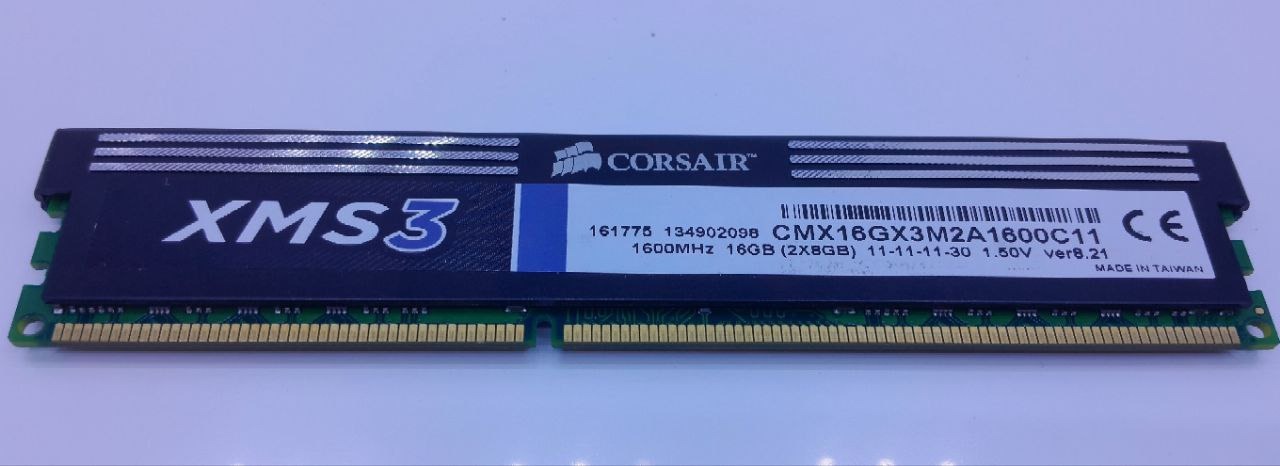 CORSAIR™
XMS3
161775 134902098 CMX16GX3M2A1600C11
1600MHz 16GB (2X8GB) 11-11-11-30 1.50V ver8.21
MADE IN TAIWAN
CE